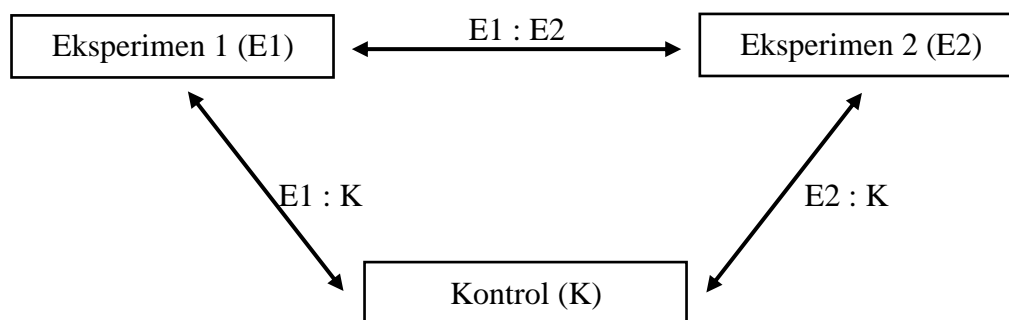 E1 : E2
Eksperimen 1 (E1)
Eksperimen 2 (E2)
E1 : K
E2 : K
Kontrol (K)